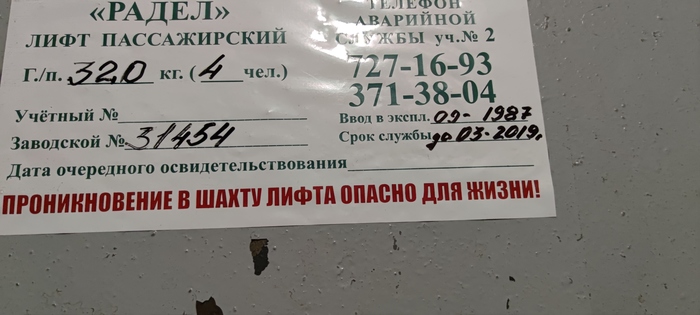 «РАДЕЛ»
ЛИФТ ПАССАЖИРСКИЙ
Г./п. 320 кг. (4 чел.)
Учётный №
Заводской № 31454
ТЕЛЕФОН
АВАРИЙНОЙ
СЛУЖБЫ уч.№ 2
727-16-93
371-38-04
Ввод в экспл. 09-1987
Срок службы до 03-2019г.
Дата очередного освидетельствования
ПРОНИКНОВЕНИЕ В ШАХТУ ЛИФТА ОПАСНО ДЛЯ ЖИЗНИ!